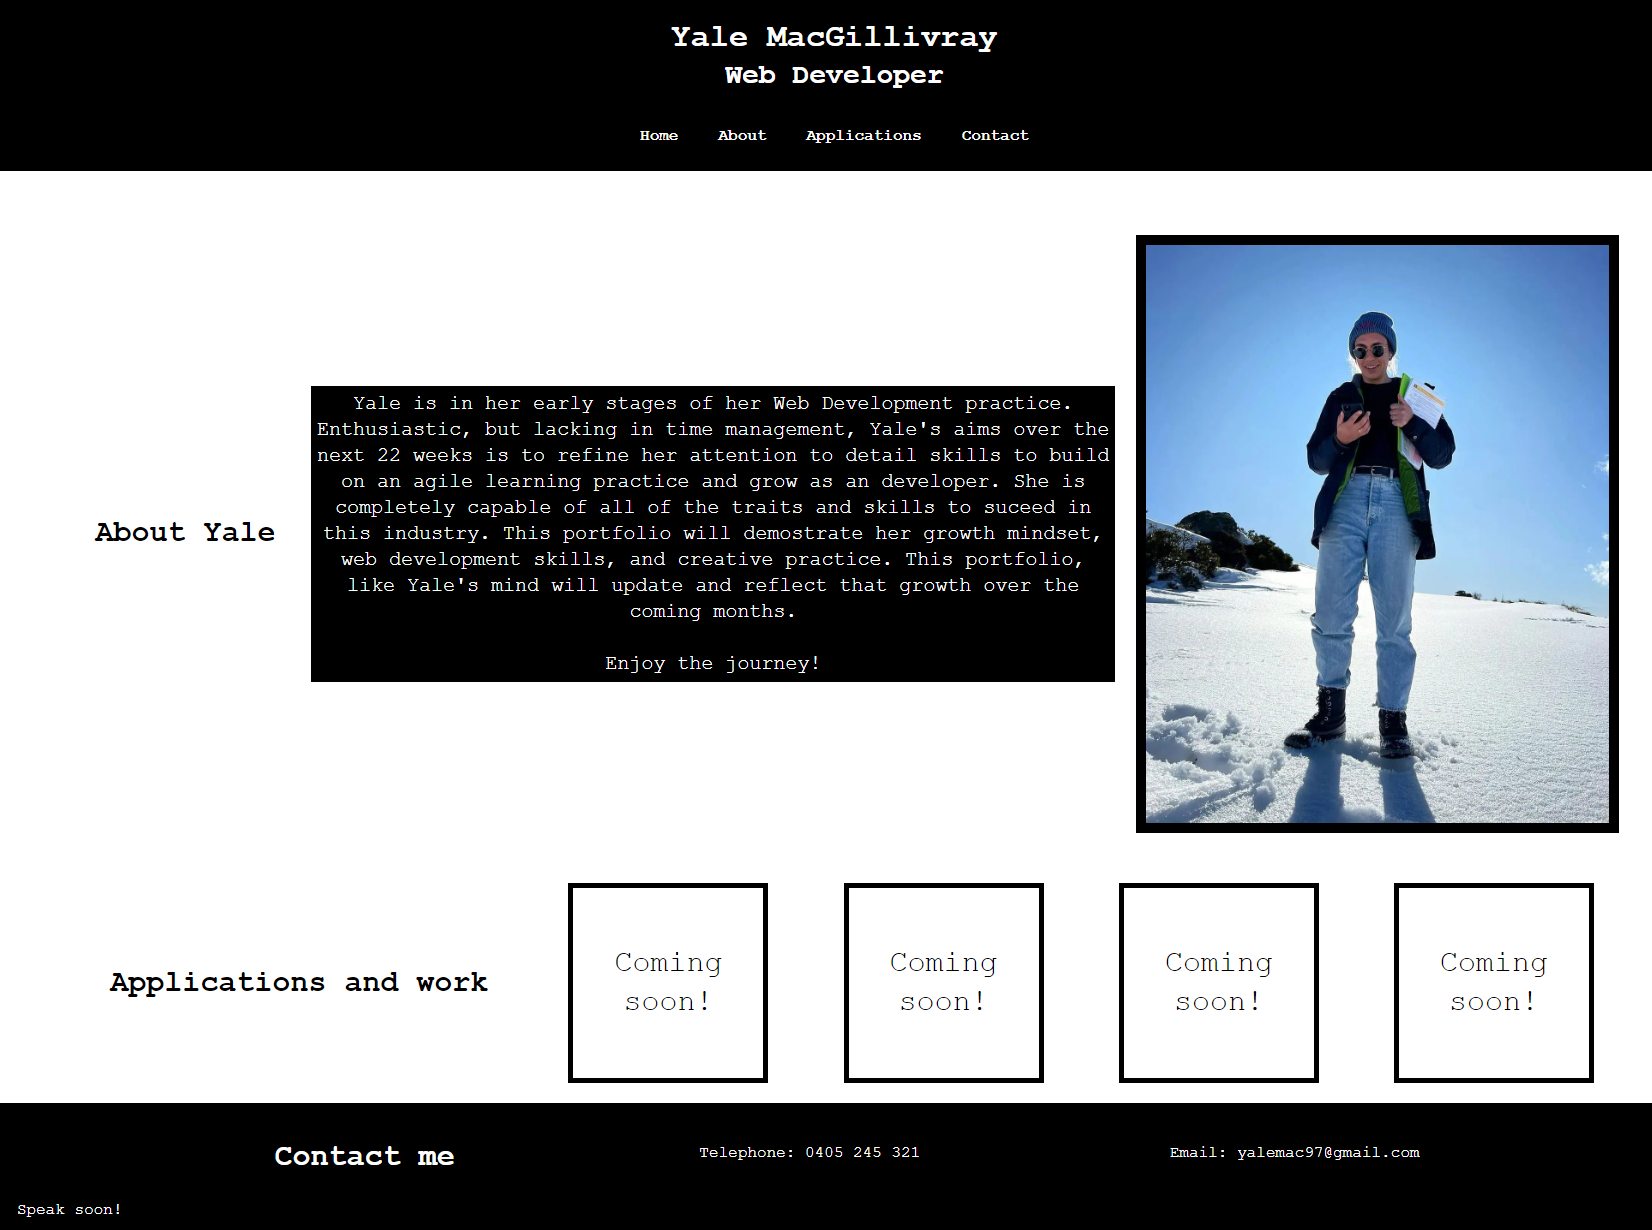 Yale MacGillivray
Web Developer
Home About Applications Contact
About Yale
Yale is in her early stages of her Web Development practice.
Enthusiastic, but lacking in time management, Yale's aims over the
next 22 weeks is to refine her attention to detail skills to build
on an agile learning practice and grow as an developer. She is
completely capable of all of the traits and skills to suceed in
this industry. This portfolio will demostrate her growth mindset,
web development skills, and creative practice. This portfolio,
like Yale's mind will update and reflect that growth over the
coming months.
Enjoy the journey!
Applications and work
Coming
soon!
Coming
soon!
Coming
soon!
Coming
soon!
Contact me
Telephone: 0405 245 321
Email: yalemac97@gmail.com
Speak soon!